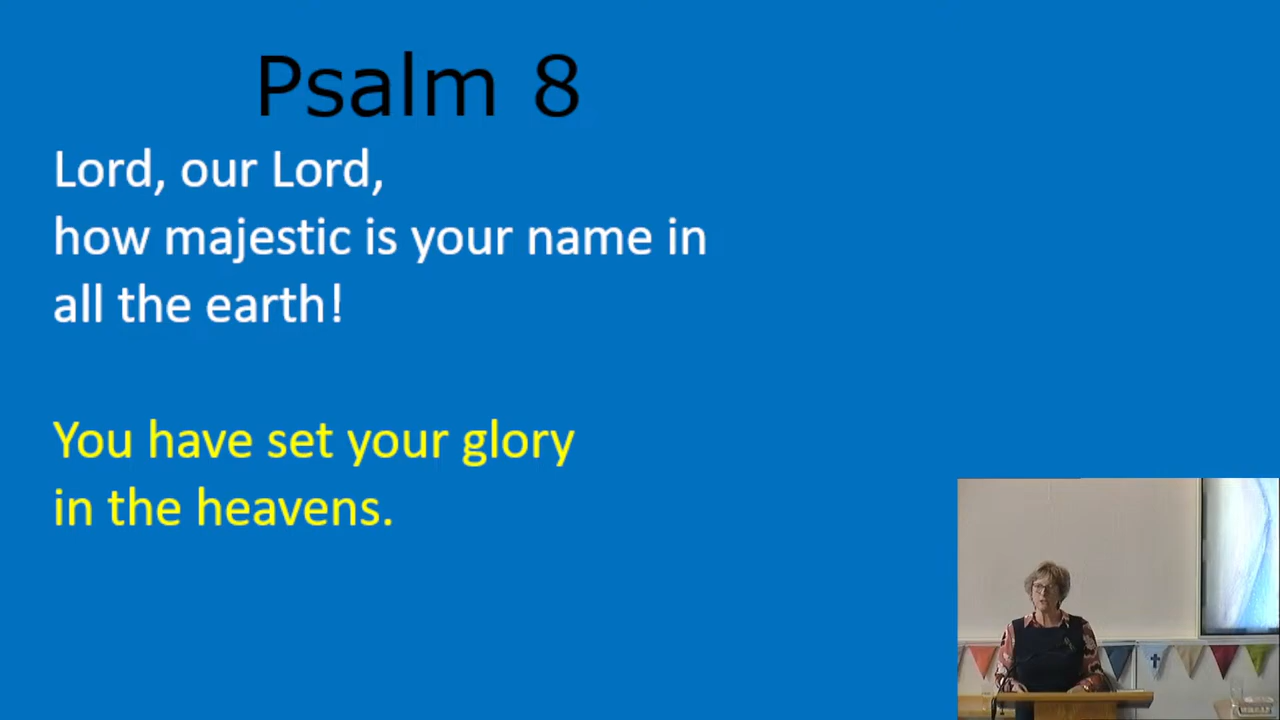 Psalm 8
Lord, our Lord,
how majestic is your name in
all the earth!
You have set your glory
in the heavens.